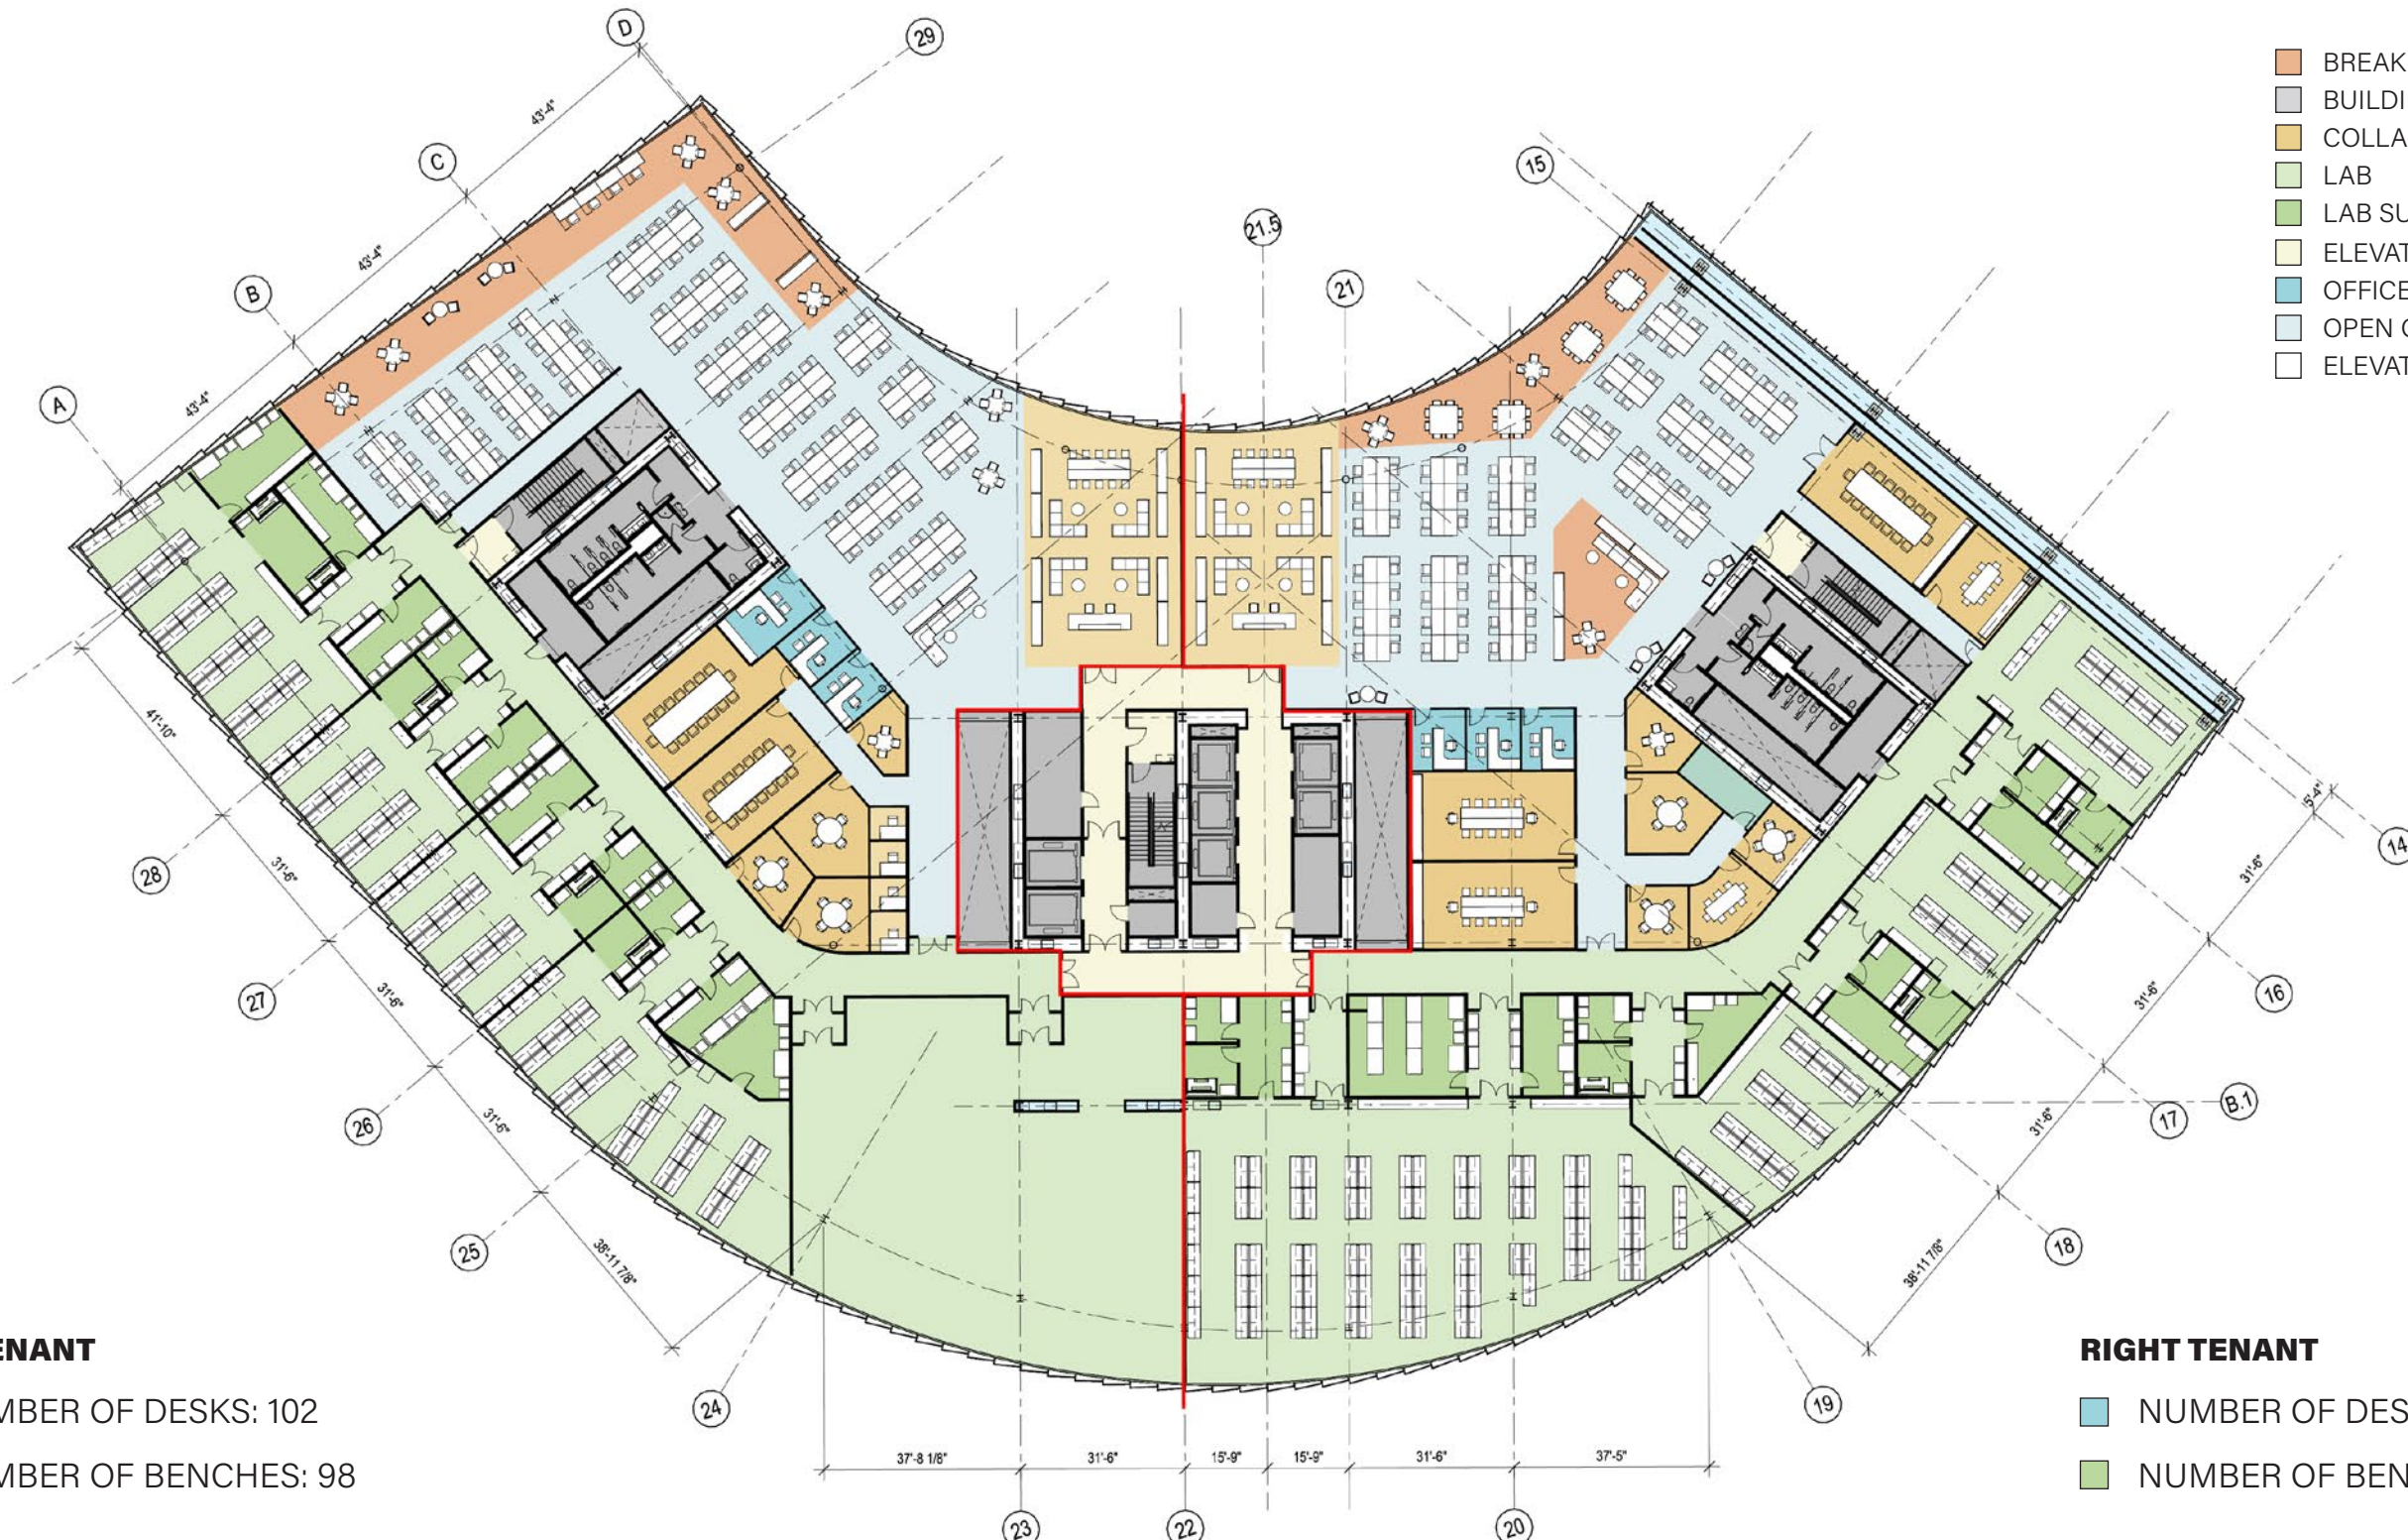 D
29
43'-4"
C
15
43'-4"
21.5
B
21
43'-4"
A
BREAK
BUILDI
COLLA
LAB
LAB SU
ELEVAT
OFFICE
OPEN O
ELEVAT
41'-10"
28
31'-6"
27
31'-6"
26
31'-6"
25
38'-11 7/8"
24
5'-4"
14
31'-6"
16
31'-6"
17
B.1
31'-6"
18
38'-11 7/8"
19
ENANT
MBER OF DESKS: 102
MBER OF BENCHES: 98
RIGHT TENANT
NUMBER OF DES
NUMBER OF BEN
37'-8 1/8"
31'-6"
15'-9"
15'-9"
31'-6"
37'-5"
23
22
20